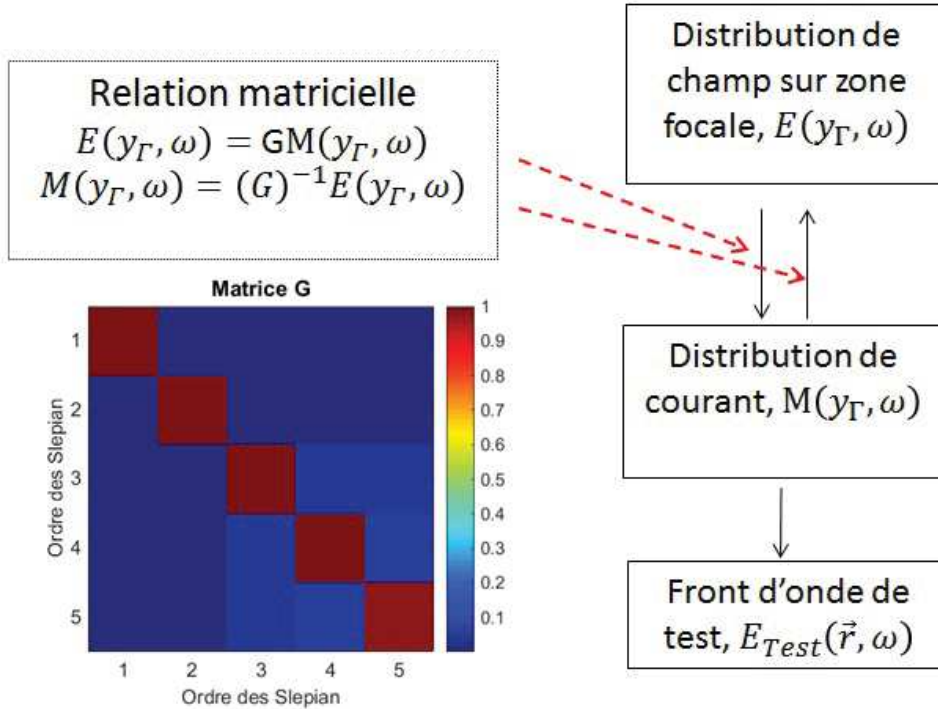 Relation matricielle
E(y_Γ, ω) = GM(y_Γ, ω)
M(y_Γ, ω) = (G)⁻¹E(y_Γ, ω)
Matrice G
Ordre des Slepian
1
2
3
4
5
1 2 3 4 5
Ordre des Slepian
1
0.9
0.8
0.7
0.6
0.5
0.4
0.3
0.2
0.1
Distribution de
champ sur zone
focale, E(y_Γ, ω)
Distribution de
courant, M(y_Γ, ω)
Front d'onde de
test, E_Test(r⃗, ω)